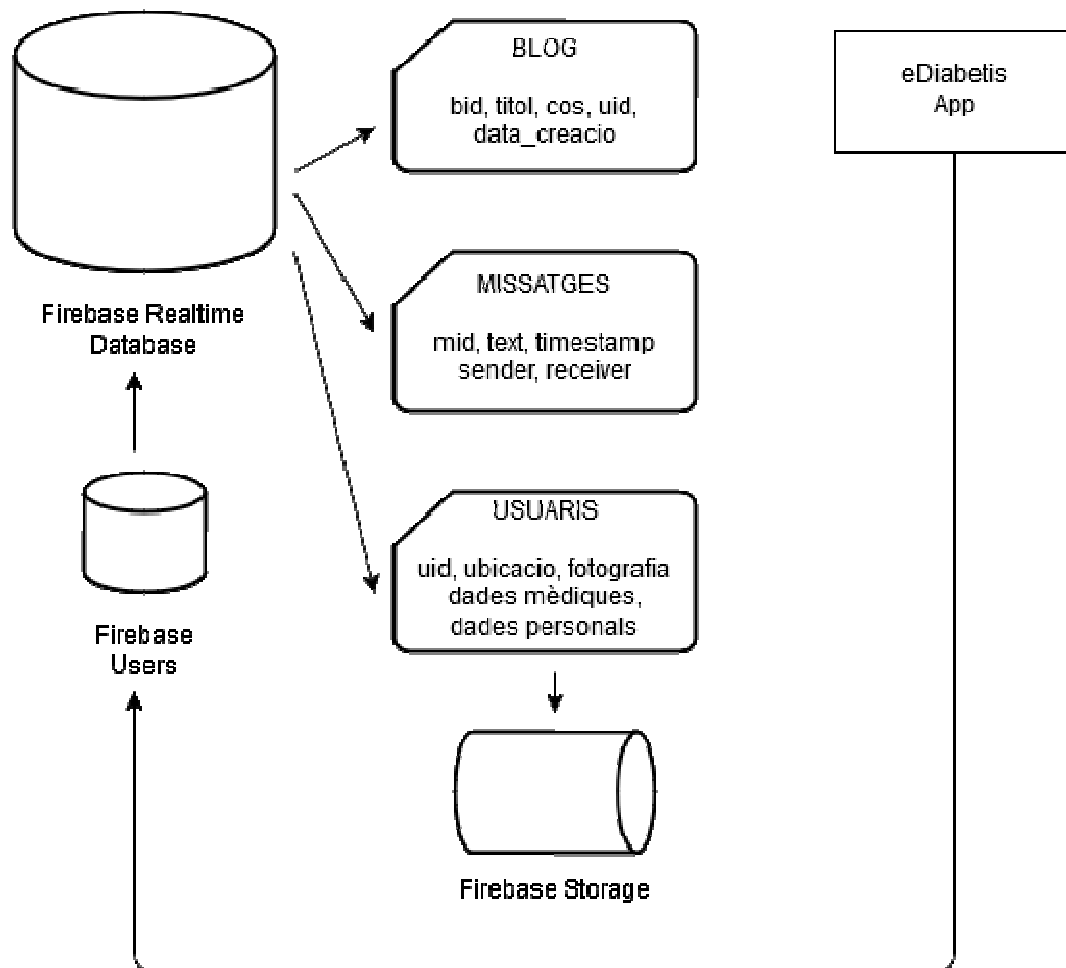 BLOG
bid, titol, cos, uid,
data_creacio
eDiabetis
App
MISSATGES
mid, text, timestamp
sender, receiver
Firebase Realtime
Database
USUARIS
uid, ubicacio, fotografia
dades mèdiques,
dades personals
Firebase
Users
Firebase Storage